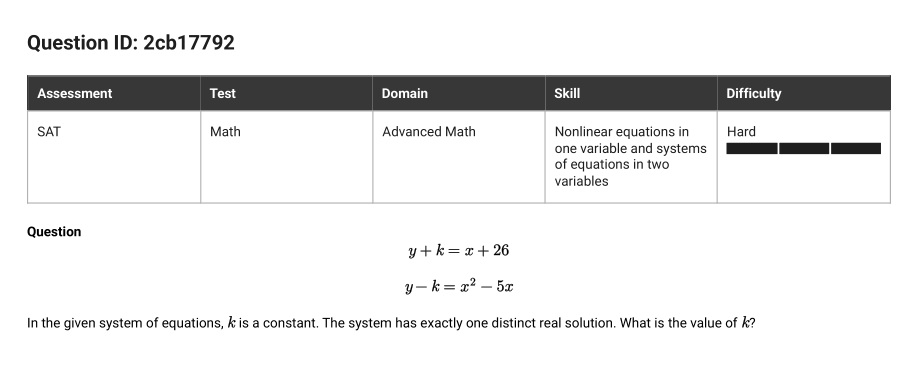 Question ID: 2cb17792
Assessment Test Domain Skill Difficulty
SAT Math Advanced Math Nonlinear equations in Hard
one variable and systems
of equations in two
variables
Question
y + k = x + 26
y − k = x² − 5x
In the given system of equations, k is a constant. The system has exactly one distinct real solution. What is the value of k?